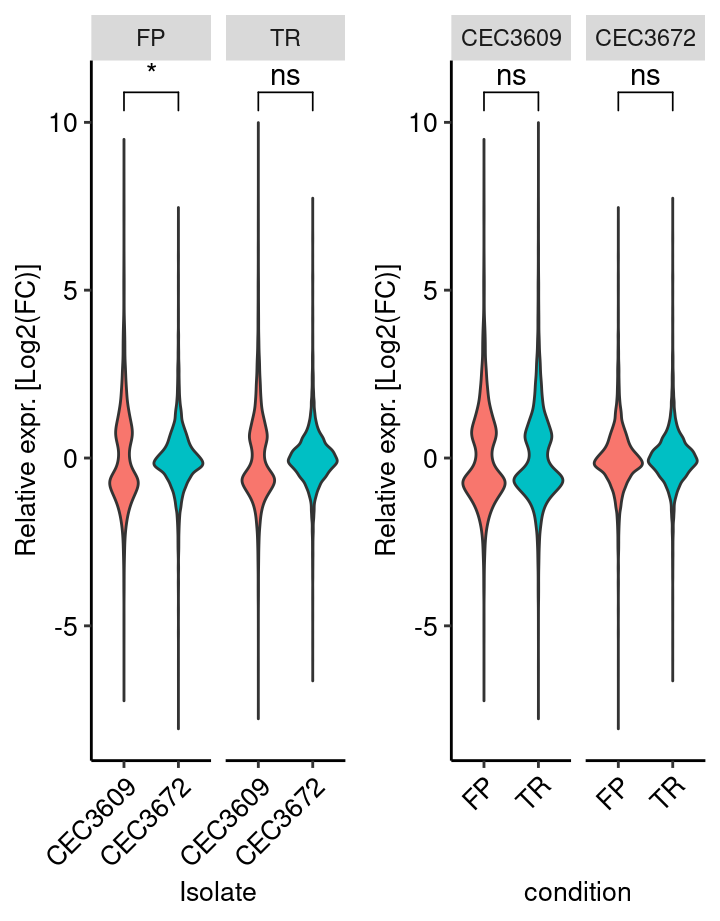 FP TR CEC3609 CEC3672
* ns ns ns
10 10
5 5
0 0
-5 -5
Relative expr. [Log2(FC)] Relative expr. [Log2(FC)]
CEC3609 CEC3672 CEC3609 CEC3672 FP TR FP TR
Isolate condition